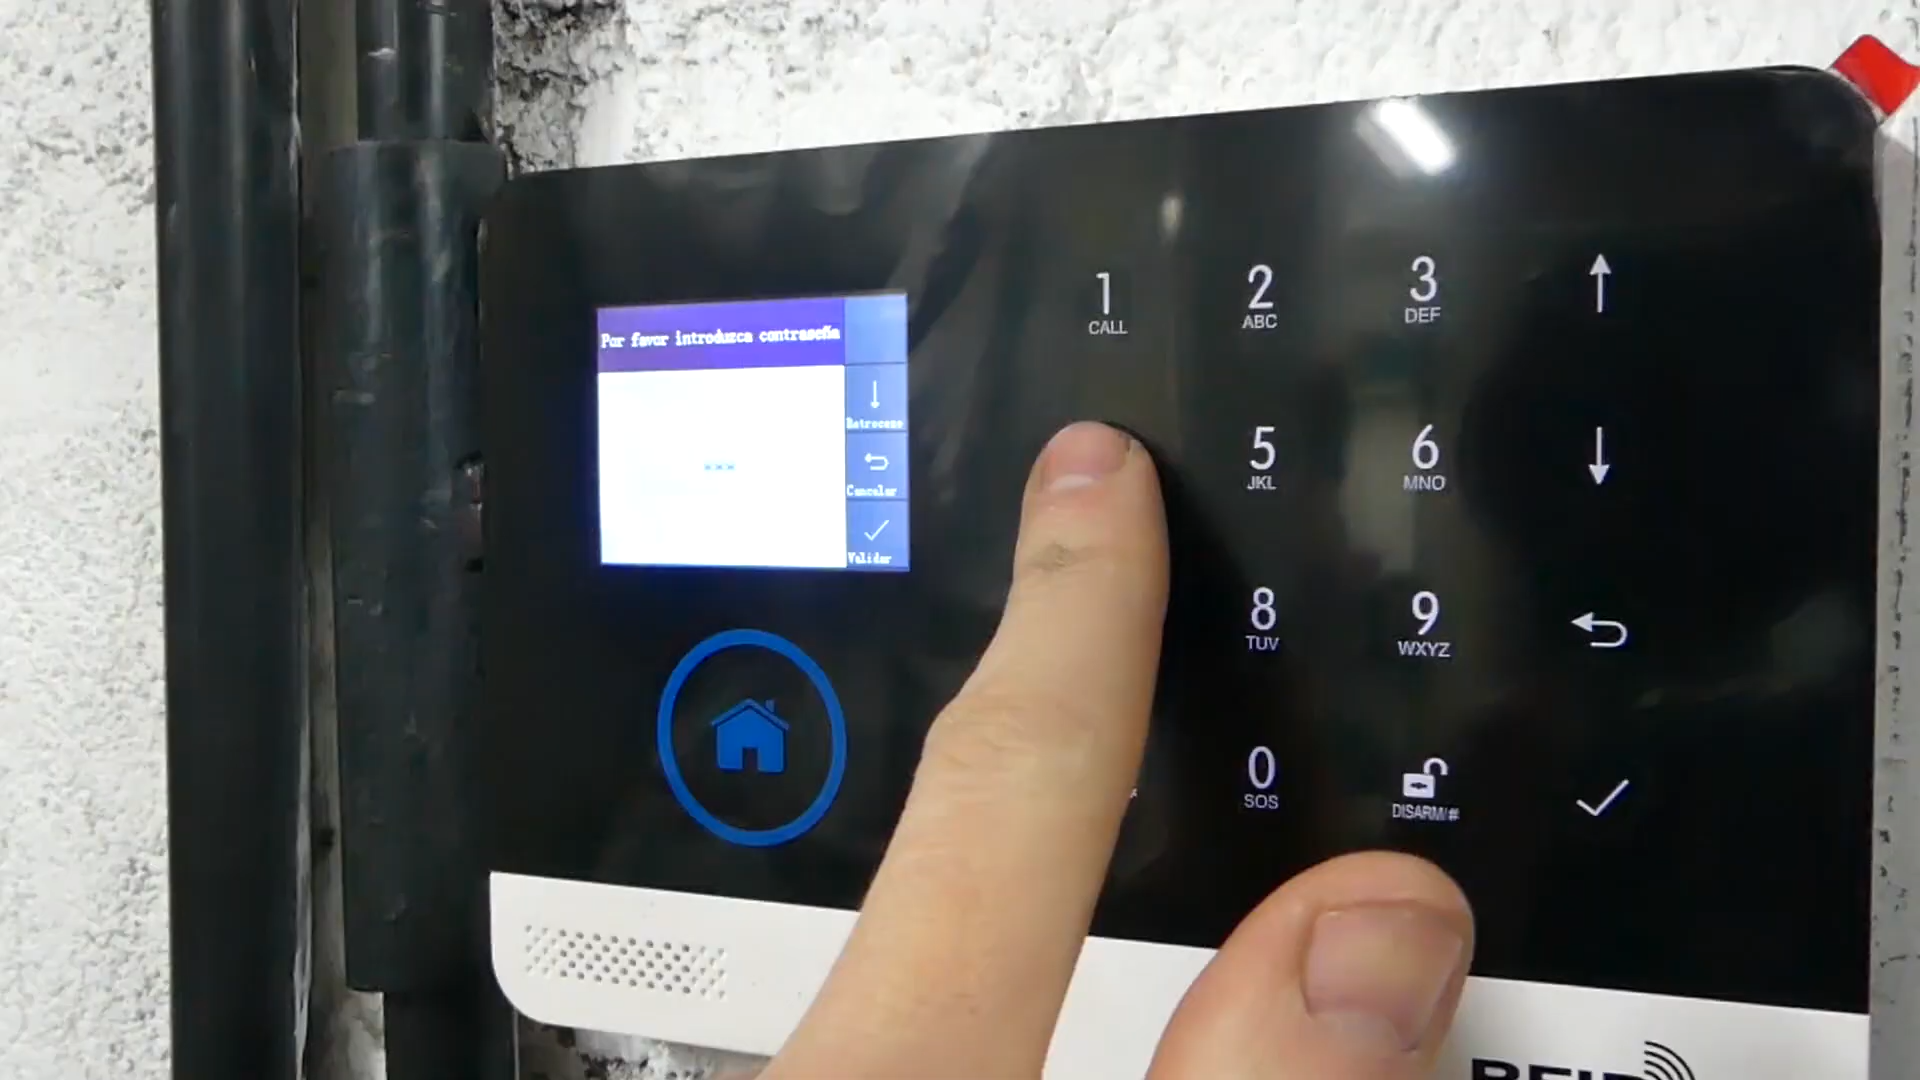 Por favor introduzca contraseña
***
Retroceso
Cancelar
Validar
1
CALL
2
ABC
3
DEF
5
JKL
6
MNO
8
TUV
9
WXYZ
0
SOS
DISARM/#
RFID